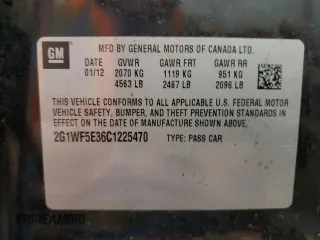 GM
MFD BY GENERAL MOTORS OF CANADA LTD.
DATE GVWR GAWR FRT GAWR RR
01/12 2070 KG 1119 KG 951 KG
4563 LB 2467 LB 2096 LB
THIS VEHICLE CONFORMS TO ALL APPLICABLE U.S. FEDERAL MOTOR
VEHICLE SAFETY, BUMPER, AND THEFT PREVENTION STANDARDS
IN EFFECT ON THE DATE OF MANUFACTURE SHOWN ABOVE.
2G1WF5E36C1225470 TYPE: PASS CAR